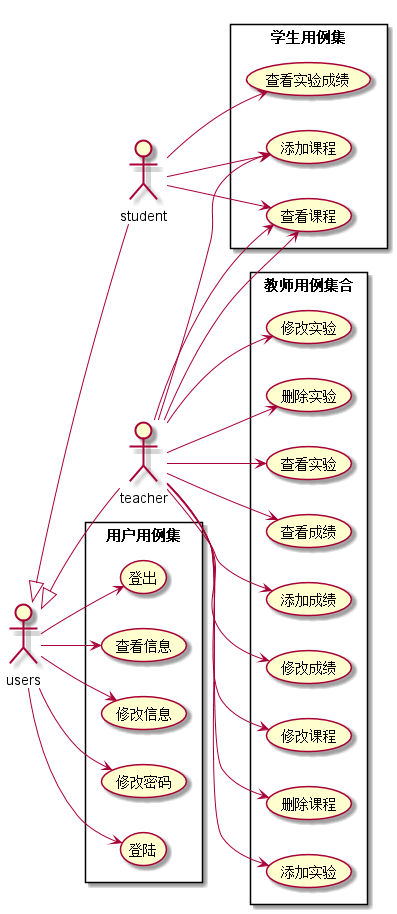 学生用例集
查看实验成绩
添加课程
查看课程
student
教师用例集合
修改实验
删除实验
查看实验
查看成绩
添加成绩
修改成绩
修改课程
删除课程
添加实验
teacher
用户用例集
登出
查看信息
修改信息
修改密码
登陆
users